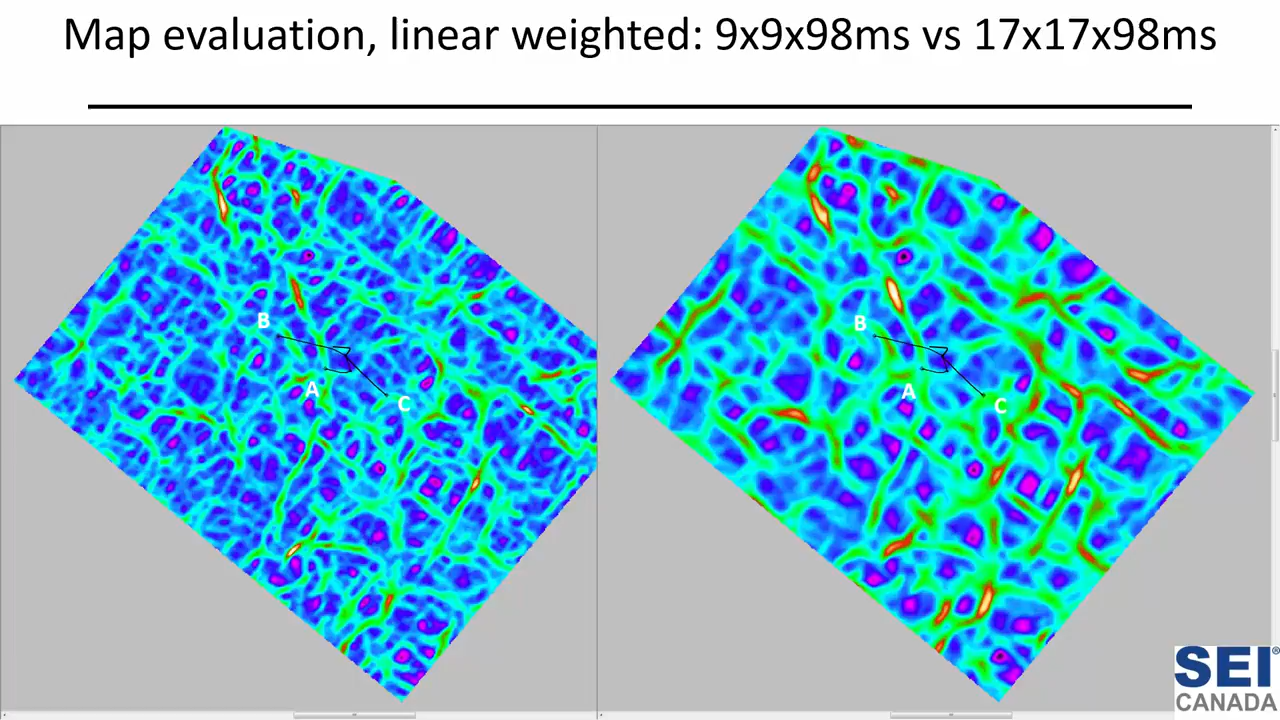 Map evaluation, linear weighted: 9x9x98ms vs 17x17x98ms
B
A
C
B
A
C
SEI®
CANADA